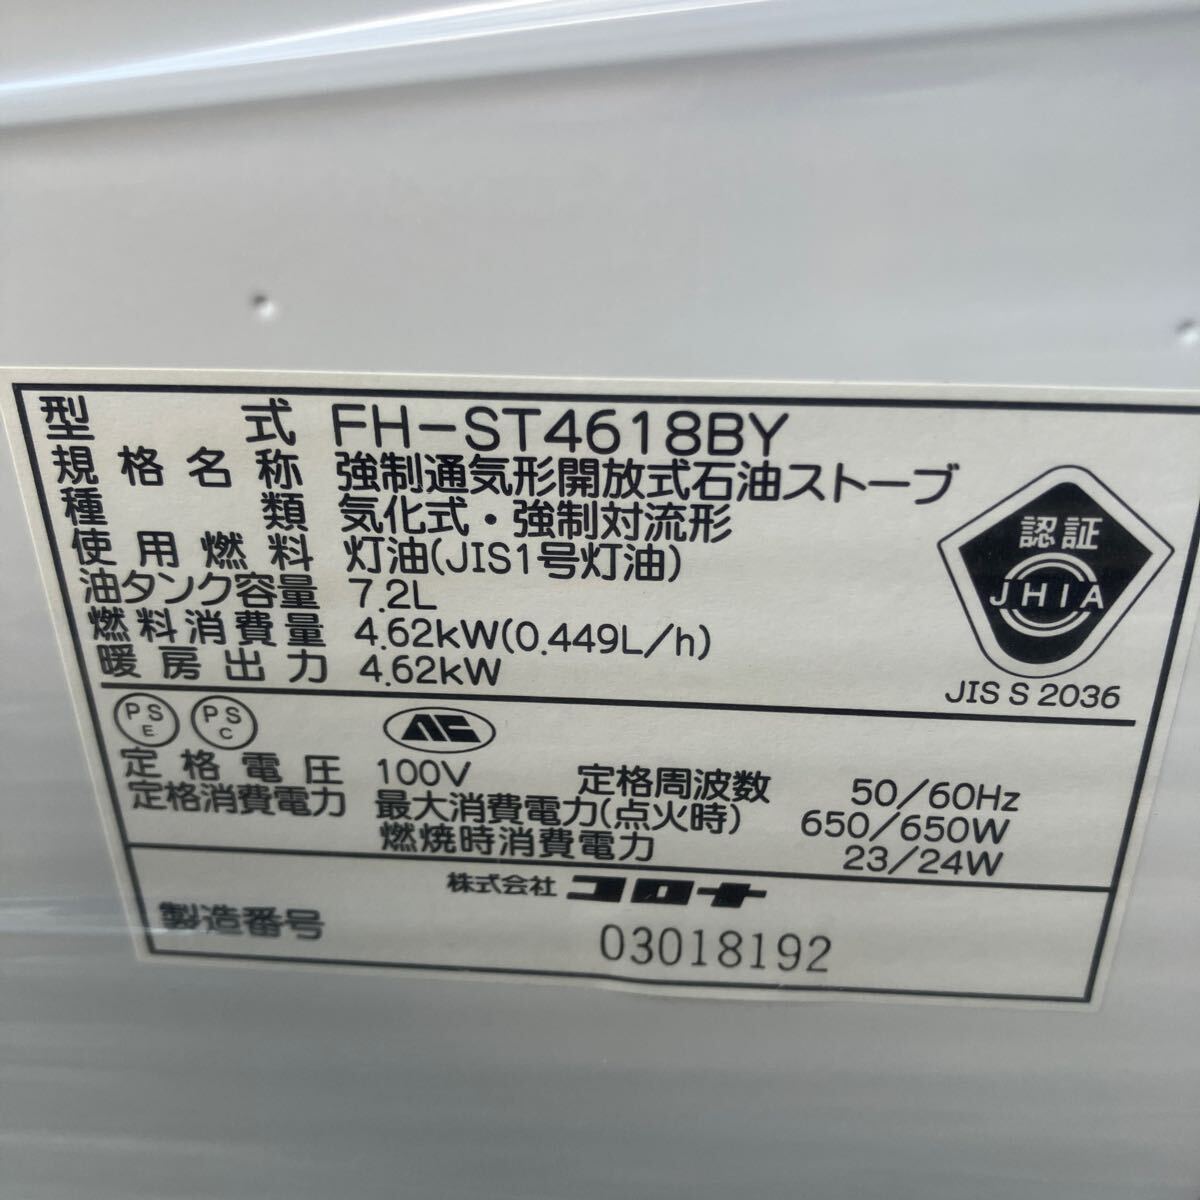 型式 FH-ST4618BY
規格名称 強制通気形開放式石油ストーブ
種類 気化式・強制対流形
使用燃料 灯油(JIS1号灯油)
油タンク容量 7.2L
燃料消費量 4.62kW(0.449L/h)
暖房出力 4.62kW
認証
JHIA
JIS S 2036
PS E PS C
定格電圧 100V 定格周波数 50/60Hz
定格消費電力 最大消費電力(点火時) 650/650W
燃焼時消費電力 23/24W
株式会社 コロナ
製造番号 03018192